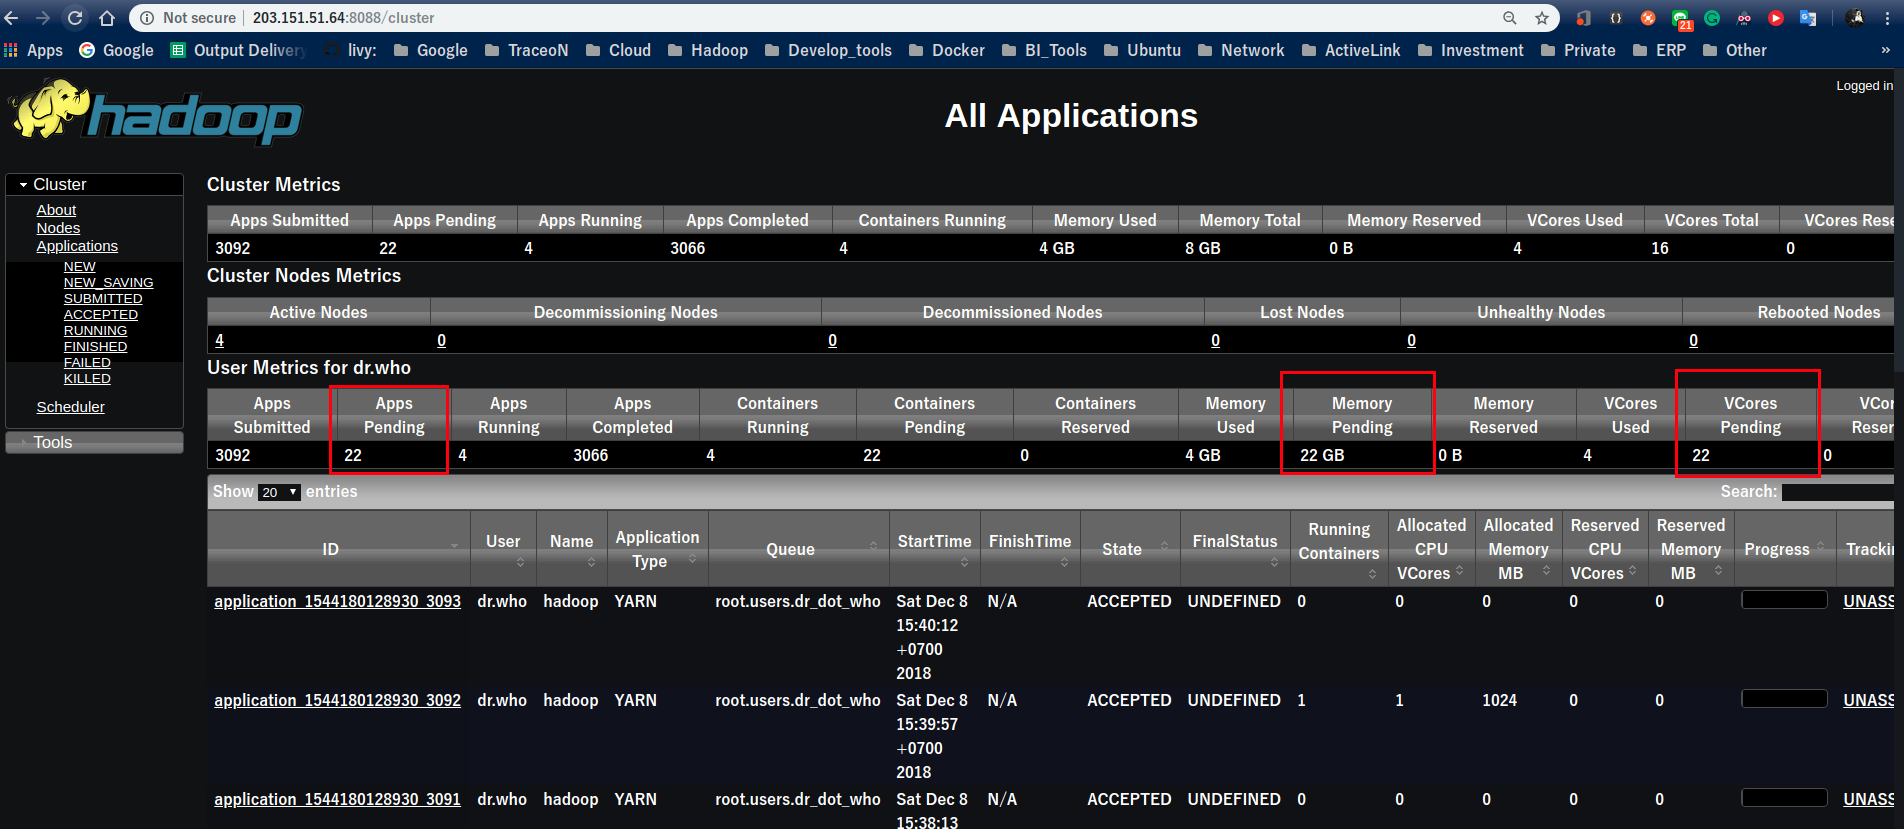 Not secure | 203.151.51.64:8088/cluster
21
Apps Google Output Delivery livy: Google TraceoN Cloud Hadoop Develop_tools Docker BI_Tools Ubuntu Network ActiveLink Investment Private ERP Other »
Logged in
hadoop
All Applications
Cluster
About
Nodes
Applications
NEW
NEW_SAVING
SUBMITTED
ACCEPTED
RUNNING
FINISHED
FAILED
KILLED
Scheduler
Tools
Cluster Metrics
Apps Submitted Apps Pending Apps Running Apps Completed Containers Running Memory Used Memory Total Memory Reserved VCores Used VCores Total VCores Rese
3092 22 4 3066 4 4 GB 8 GB 0 B 4 16 0
Cluster Nodes Metrics
Active Nodes Decommissioning Nodes Decommissioned Nodes Lost Nodes Unhealthy Nodes Rebooted Nodes
4 0 0 0 0 0
User Metrics for dr.who
Apps Apps Apps Apps Containers Containers Containers Memory Memory Memory VCores VCores VCor
Submitted Pending Running Completed Running Pending Reserved Used Pending Reserved Used Pending Reser
3092 22 4 3066 4 22 0 4 GB 22 GB 0 B 4 22 0
Show 20 entries Search:
ID User Name Application Type Queue StartTime FinishTime State FinalStatus Running Containers Allocated CPU VCores Allocated Memory MB Reserved CPU VCores Reserved Memory MB Progress Trackin
application_1544180128930_3093 dr.who hadoop YARN root.users.dr_dot_who Sat Dec 8 N/A ACCEPTED UNDEFINED 0 0 0 0 0 UNASS
15:40:12
+0700
2018
application_1544180128930_3092 dr.who hadoop YARN root.users.dr_dot_who Sat Dec 8 N/A ACCEPTED UNDEFINED 1 1 1024 0 0 UNASS
15:39:57
+0700
2018
application_1544180128930_3091 dr.who hadoop YARN root.users.dr_dot_who Sat Dec 8 N/A ACCEPTED UNDEFINED 0 0 0 0 0 UNASS
15:38:13